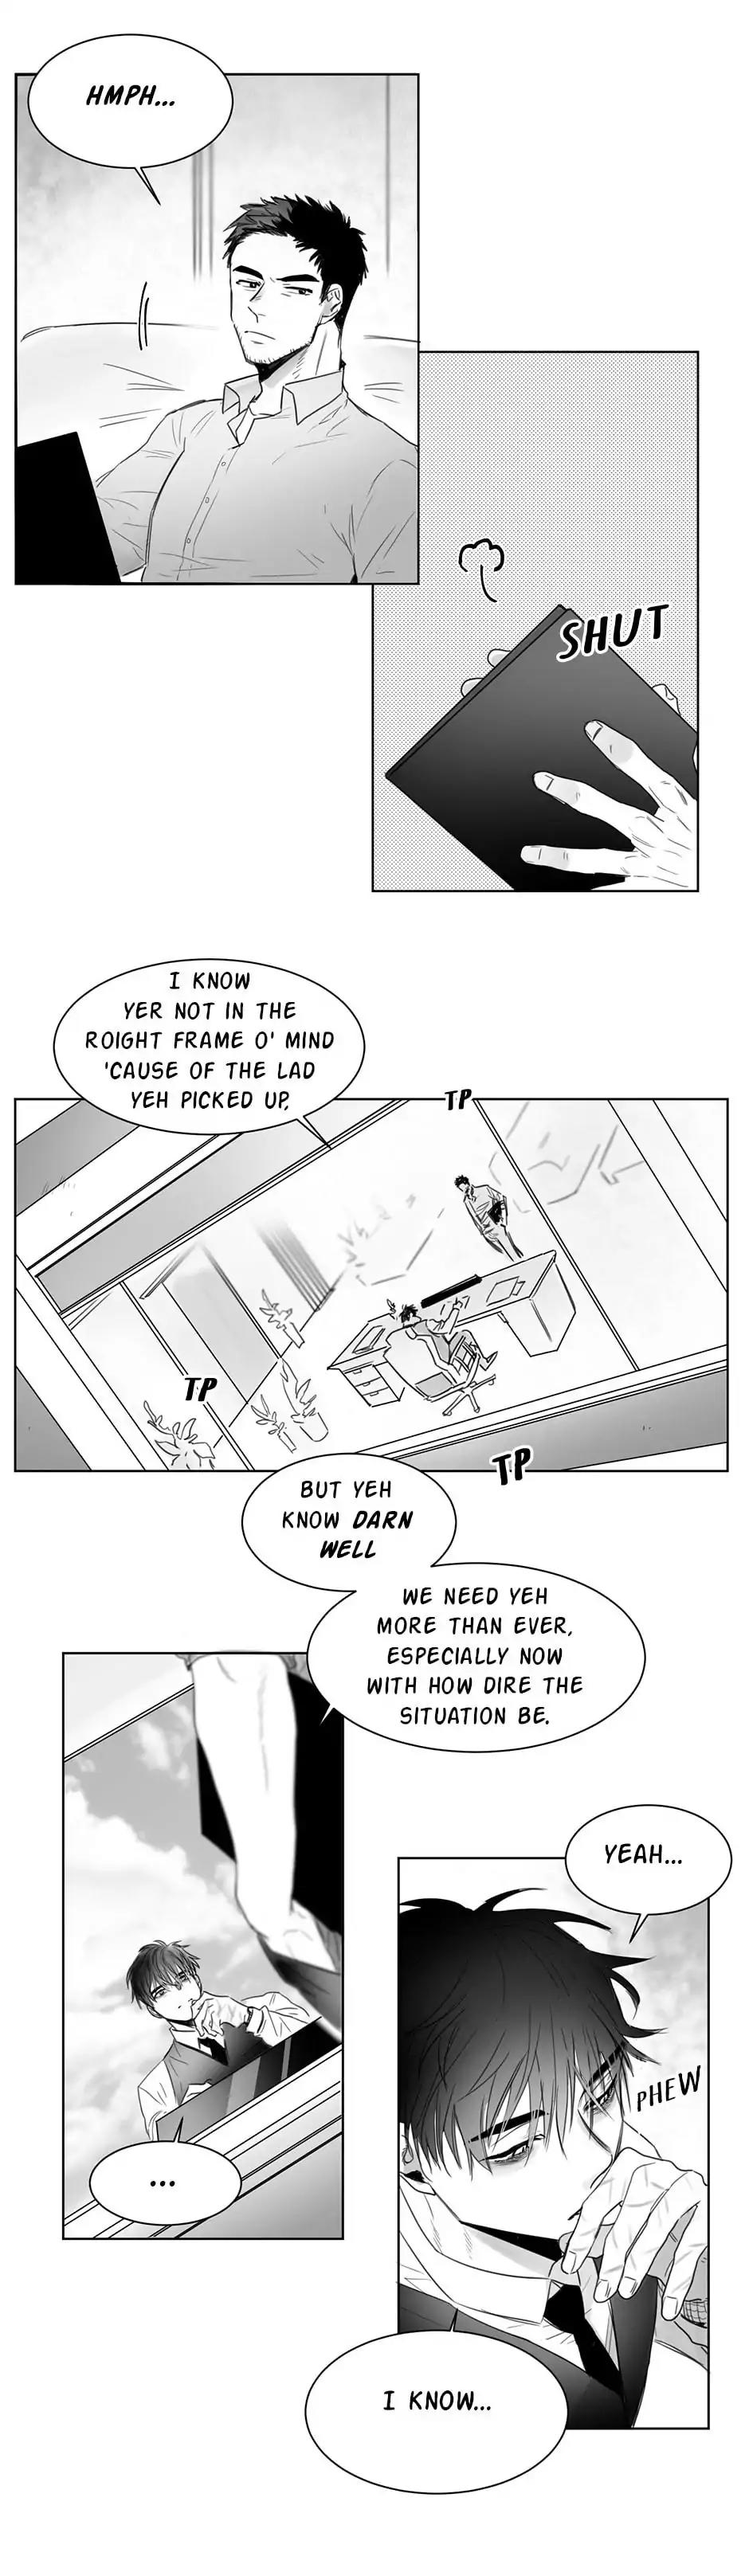 HMPH...
SHUT
I KNOW
YER NOT IN THE
ROIGHT FRAME O' MIND
'CAUSE OF THE LAD
YEH PICKED UP,
TP
TP
TP
BUT YEH
KNOW DARN
WELL
WE NEED YEH
MORE THAN EVER,
ESPECIALLY NOW
WITH HOW DIRE THE
SITUATION BE.
...
YEAH...
PHEW
I KNOW...